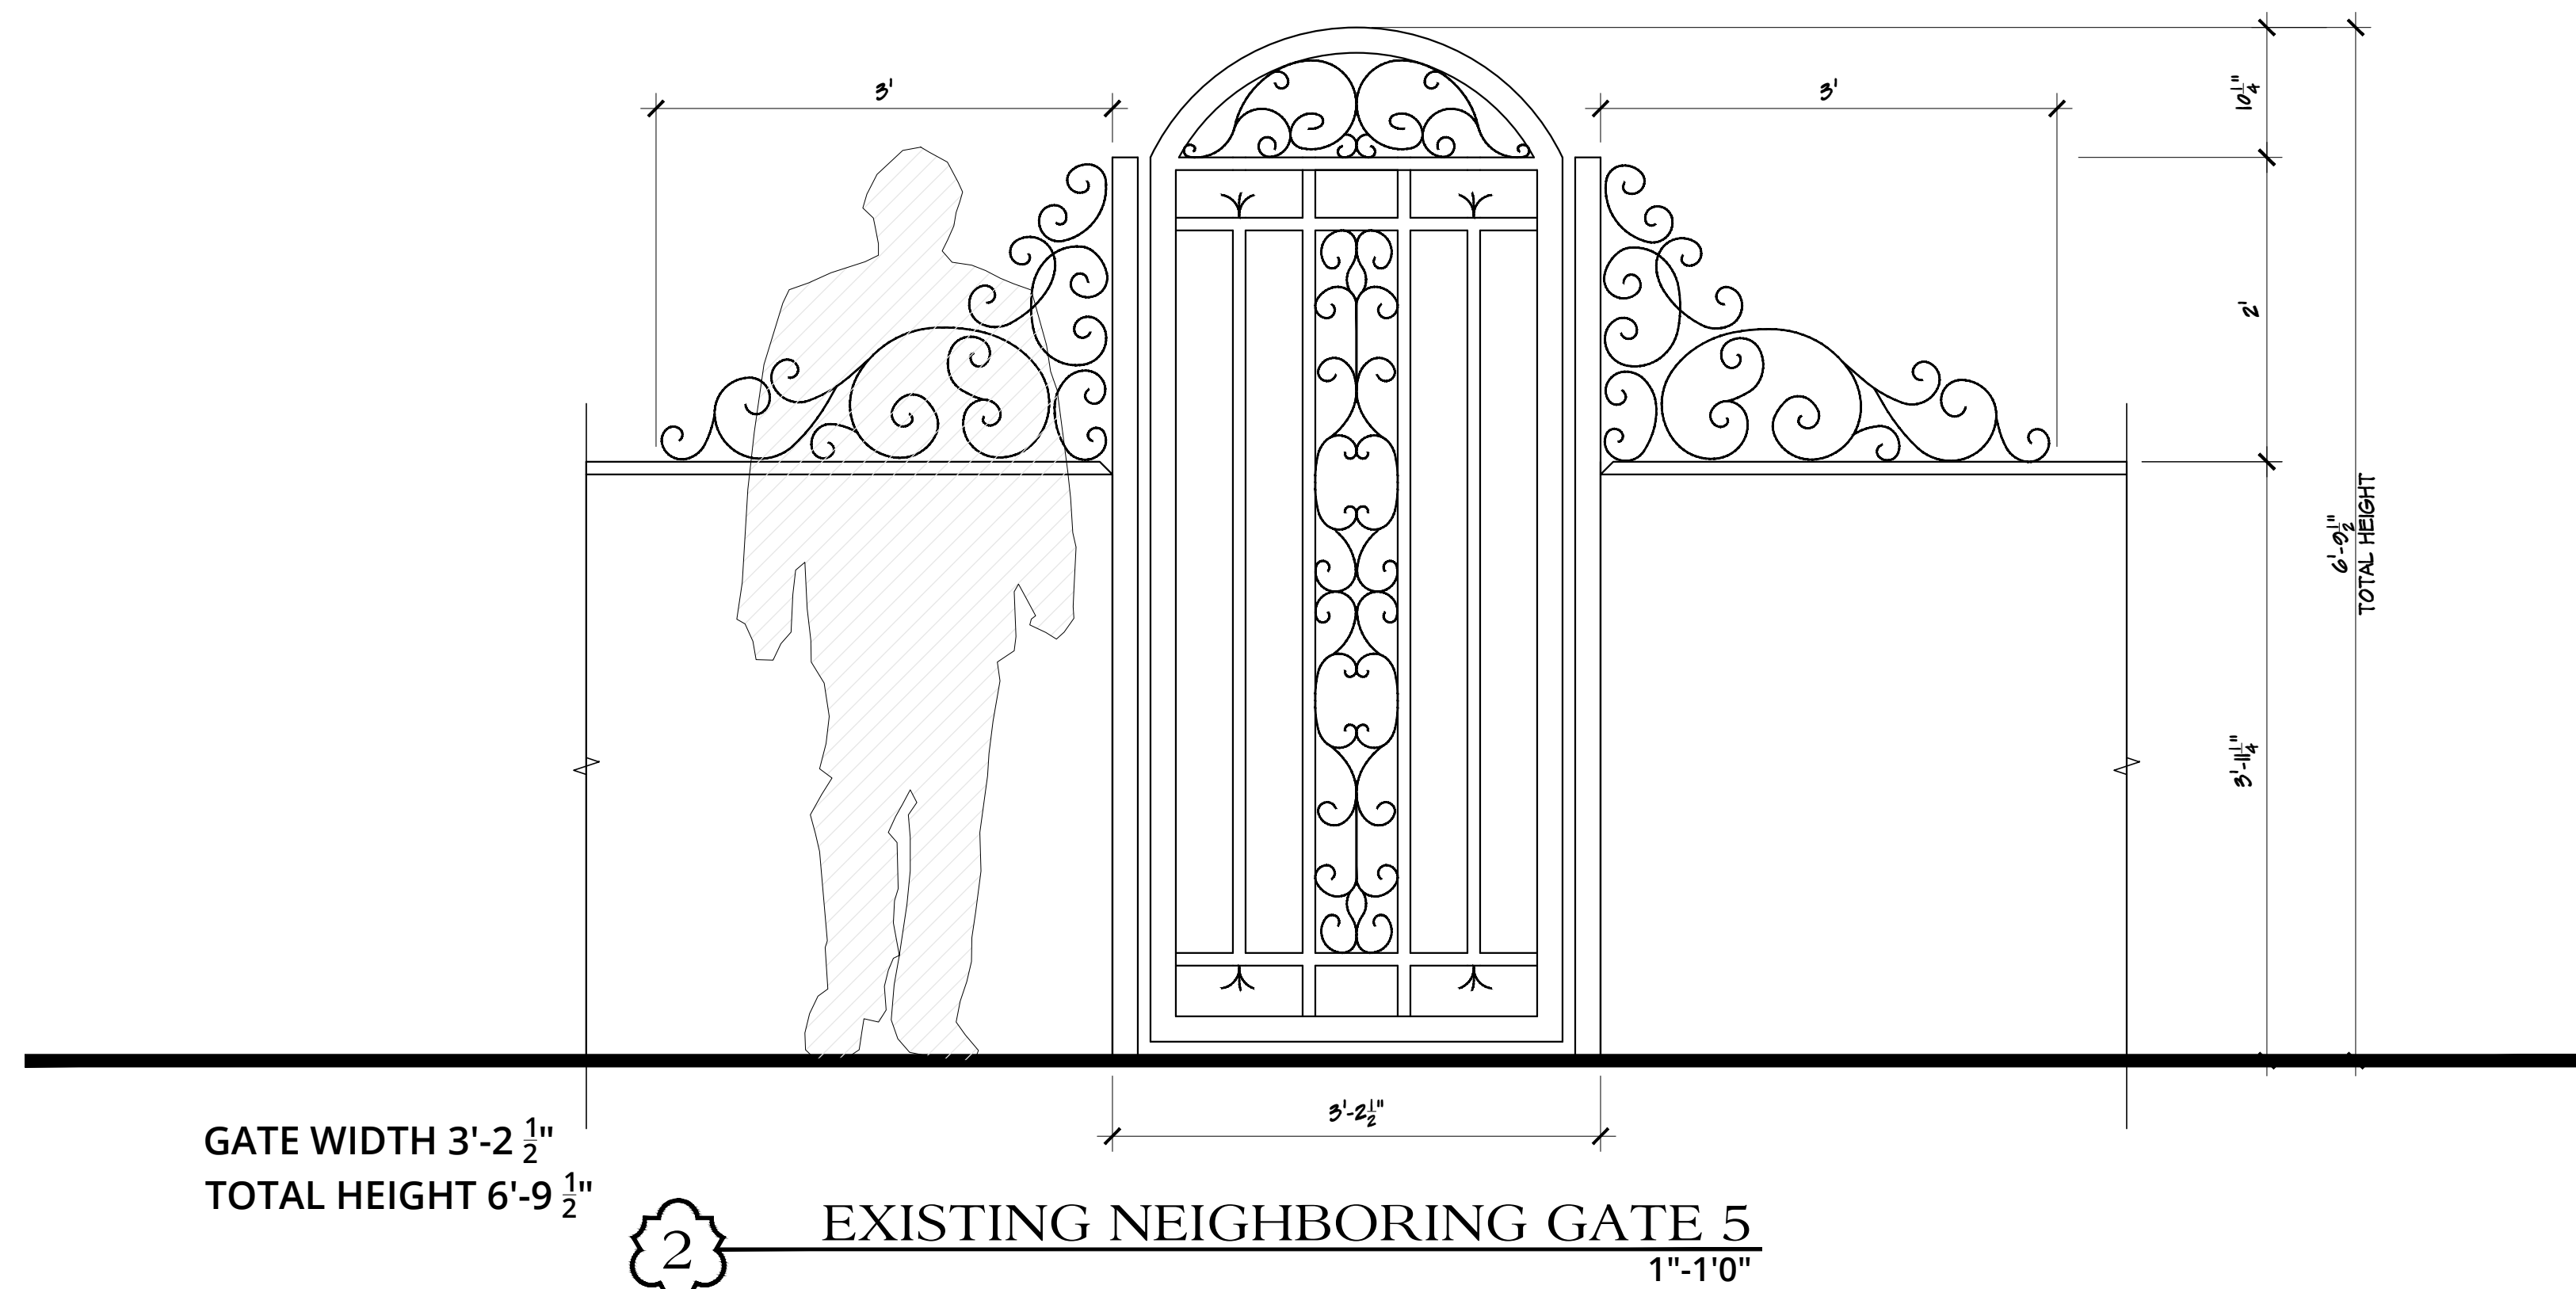 3'
3'
10 1/4"
2'
6'-9 1/2"
TOTAL HEIGHT
3'-11 1/4"
3'-2 1/2"
GATE WIDTH 3'-2 1/2"
TOTAL HEIGHT 6'-9 1/2"
2
EXISTING NEIGHBORING GATE 5
1"-1'0"